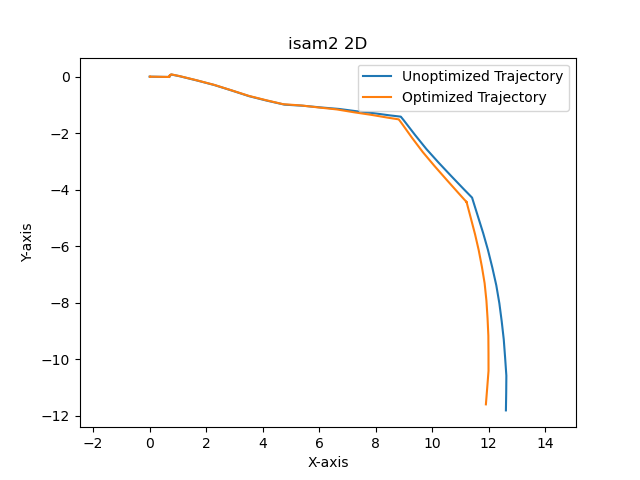 isam2 2D
Unoptimized Trajectory
Optimized Trajectory
0
−2
−4
−6
−8
−10
−12
Y-axis
−2 0 2 4 6 8 10 12 14
X-axis